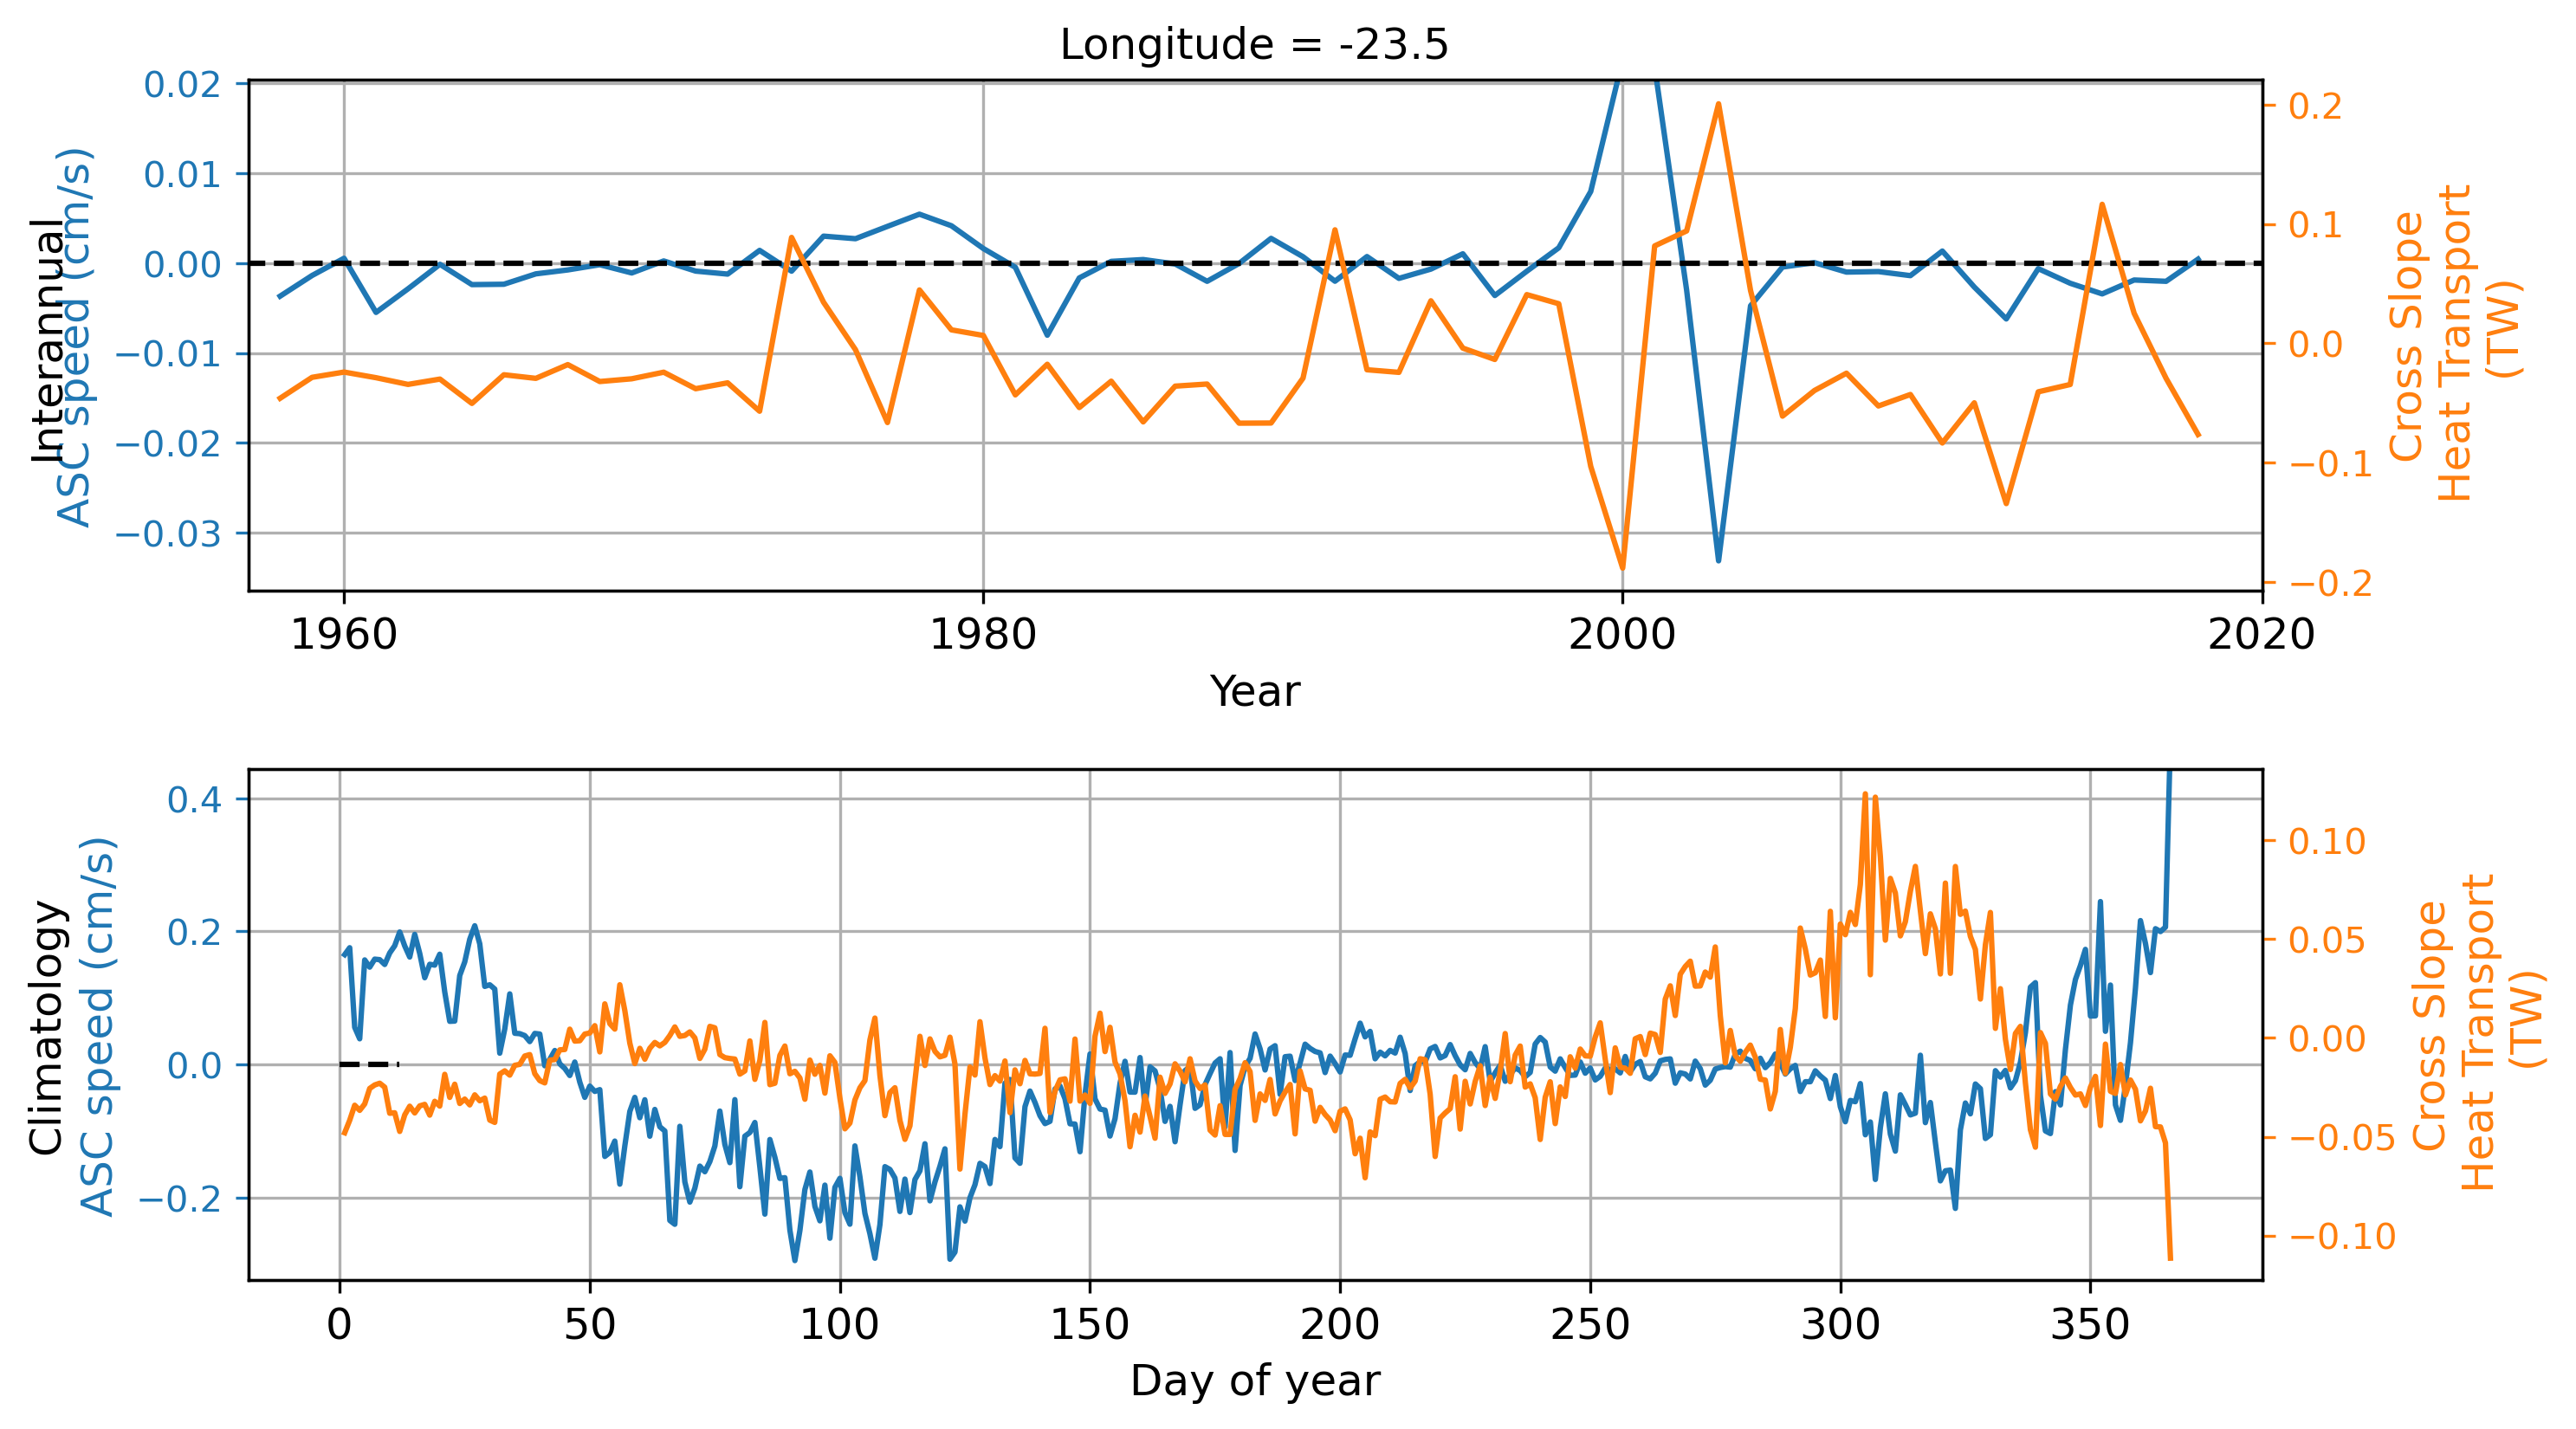 Longitude = -23.5
Interannual
ASC speed (cm/s)
0.02
0.01
0.00
−0.01
−0.02
−0.03
0.2
0.1
0.0
−0.1
−0.2
Cross Slope
Heat Transport
(TW)
1960
1980
2000
2020
Year
Climatology
ASC speed (cm/s)
0.4
0.2
0.0
−0.2
0.10
0.05
0.00
−0.05
−0.10
Cross Slope
Heat Transport
(TW)
0
50
100
150
200
250
300
350
Day of year